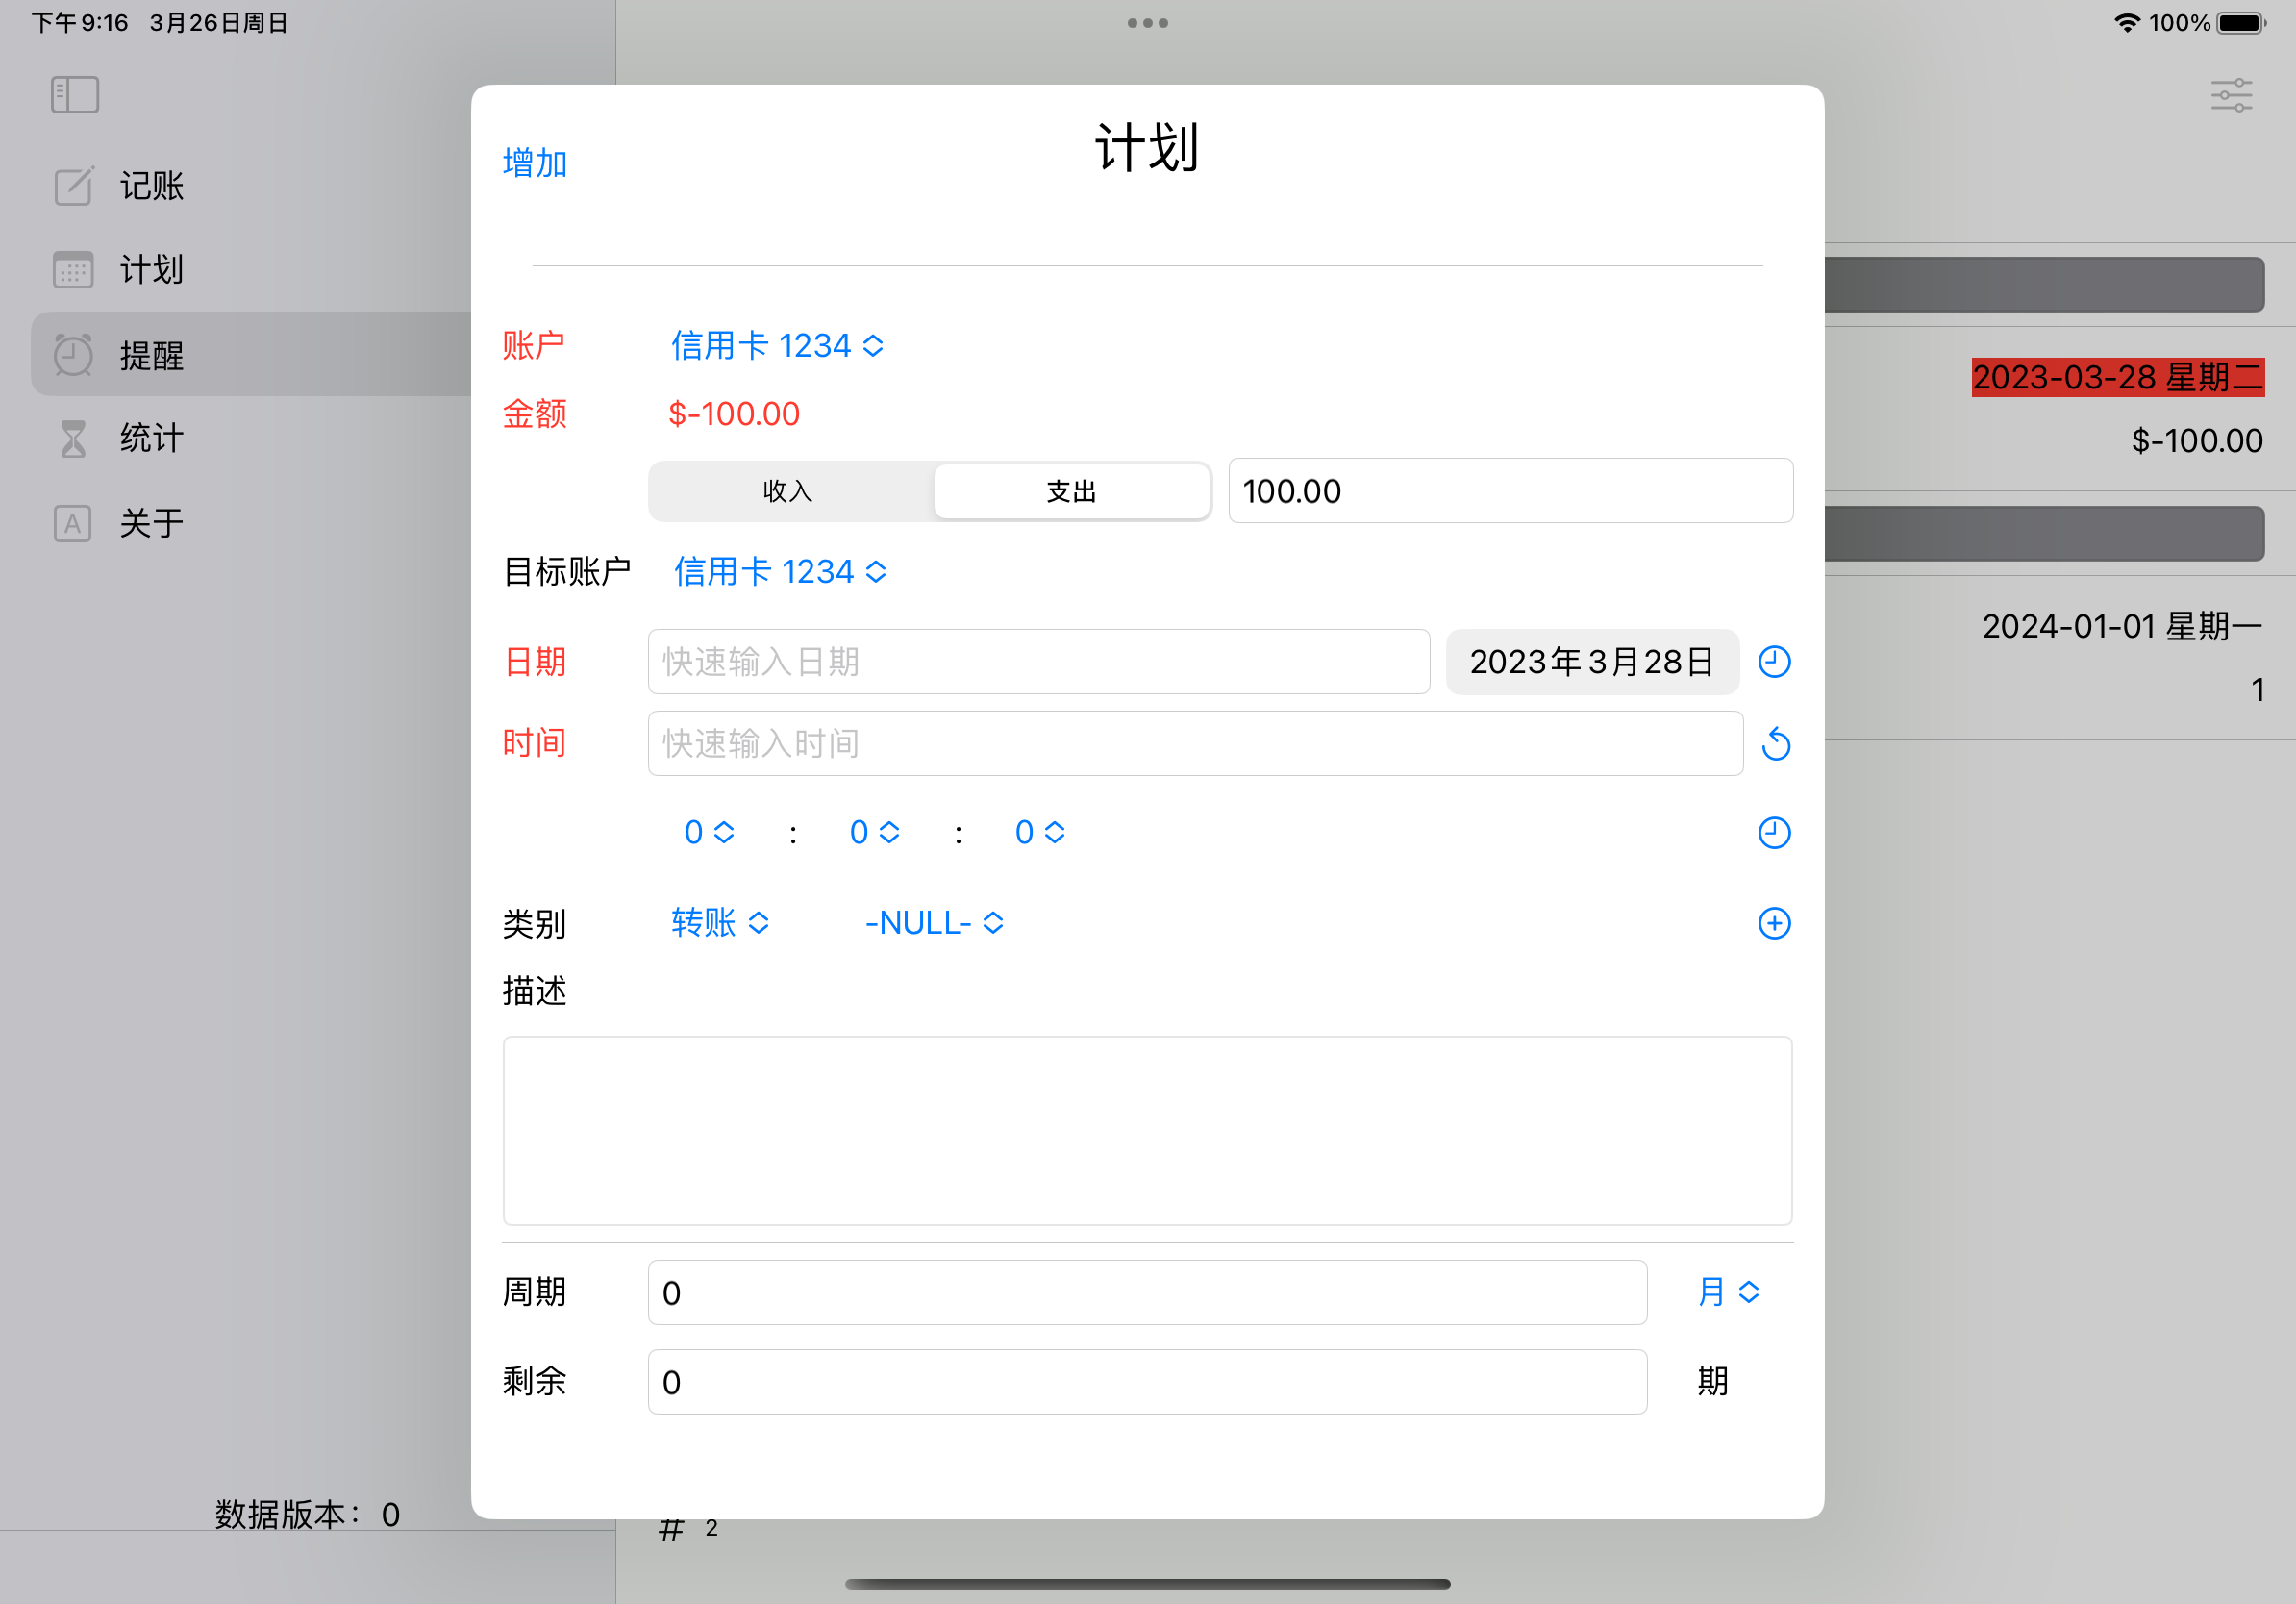 下午9:16 3月26日周日
100%
记账
计划
提醒
统计
A 关于
数据版本： 0
增加
计划
账户 信用卡 1234
金额 $-100.00
收入 支出 100.00
目标账户 信用卡 1234
日期 快速输入日期 2023年3月28日
时间 快速输入时间
0 : 0 : 0
类别 转账 -NULL-
描述
周期 0 月
剩余 0 期
2023-03-28 星期二
$-100.00
2024-01-01 星期一
1
# 2